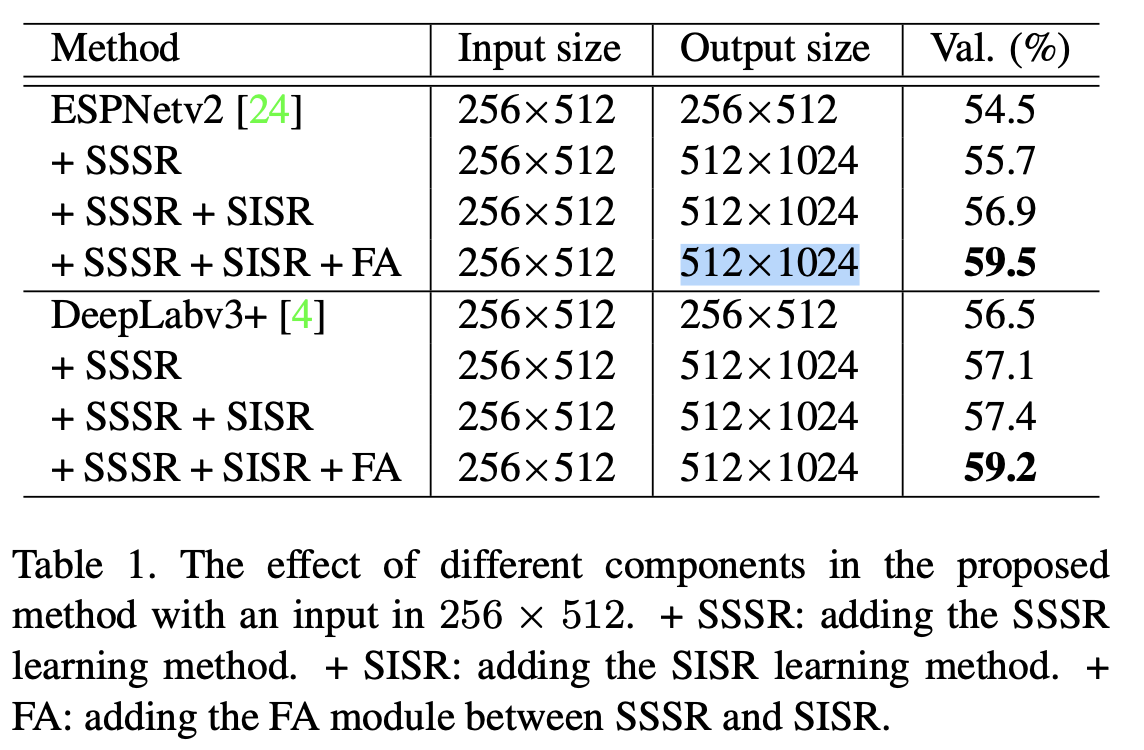 Method Input size Output size Val. (%)
ESPNetv2 [24] 256×512 256×512 54.5
+ SSSR 256×512 512×1024 55.7
+ SSSR + SISR 256×512 512×1024 56.9
+ SSSR + SISR + FA 256×512 512×1024 59.5
DeepLabv3+ [4] 256×512 256×512 56.5
+ SSSR 256×512 512×1024 57.1
+ SSSR + SISR 256×512 512×1024 57.4
+ SSSR + SISR + FA 256×512 512×1024 59.2
Table 1. The effect of different components in the proposed
method with an input in 256 × 512. + SSSR: adding the SSSR
learning method. + SISR: adding the SISR learning method. +
FA: adding the FA module between SSSR and SISR.